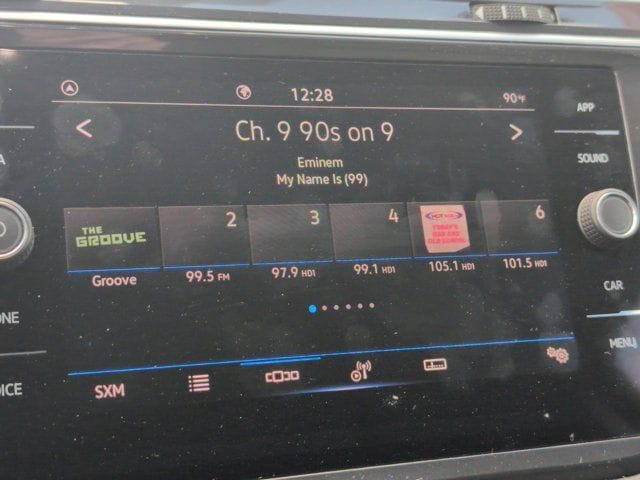 12:28
90°F
APP
< Ch. 9 90s on 9 >
SOUND
Eminem
My Name Is (99)
THE
GROOVE
2
3
4
6
Groove
99.5 FM
97.9 HD1
99.1 HD1
105.1 HD1
101.5 HD1
CAR
MENU
SXM
ONE
OICE